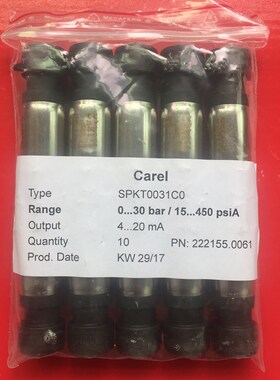 Carel
Type SPKT0031C0
Range 0...30 bar / 15...450 psiA
Output 4...20 mA
Quantity 10 PN: 222155.0061
Prod. Date KW 29/17